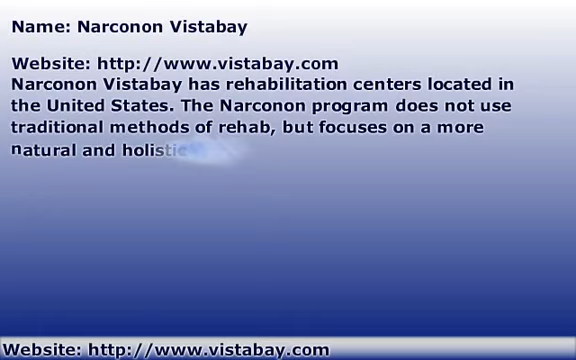 Name: Narconon Vistabay
Website: http://www.vistabay.com
Narconon Vistabay has rehabilitation centers located in
the United States. The Narconon program does not use
traditional methods of rehab, but focuses on a more
natural and holistic
Website: http://www.vistabay.com